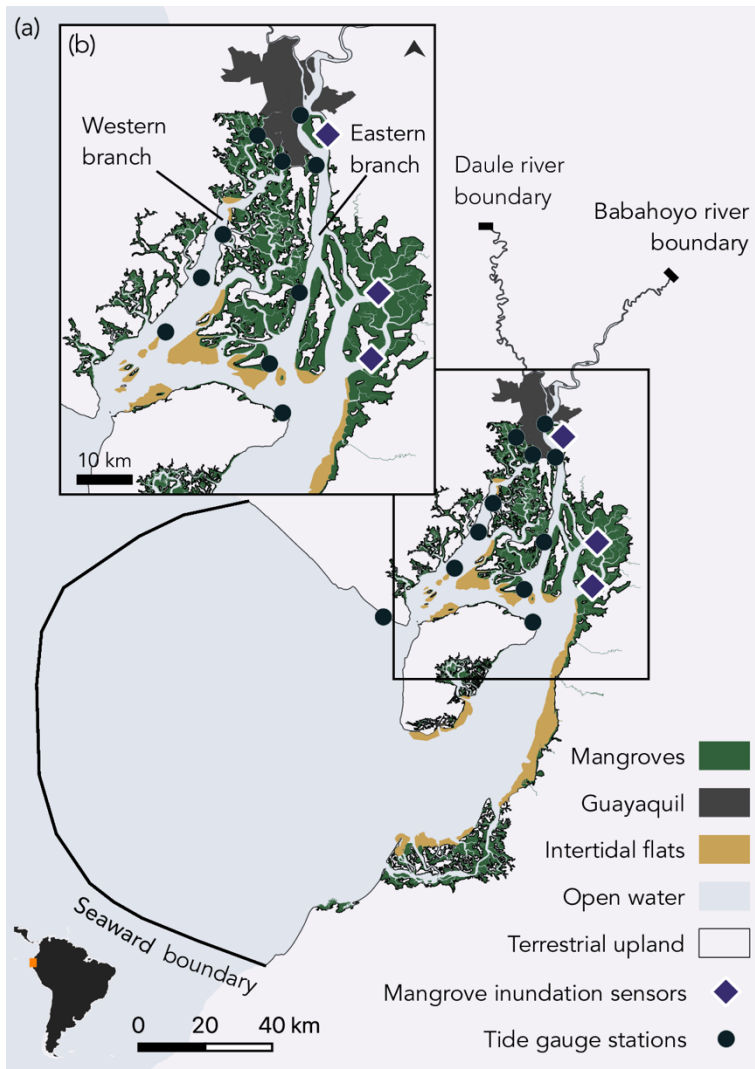 (a)
(b)
Western
branch
Eastern
branch
10 km
Daule river
boundary
Babahoyo river
boundary
Seaward boundary
Mangroves
Guayaquil
Intertidal flats
Open water
Terrestrial upland
Mangrove inundation sensors
Tide gauge stations
0 20 40 km